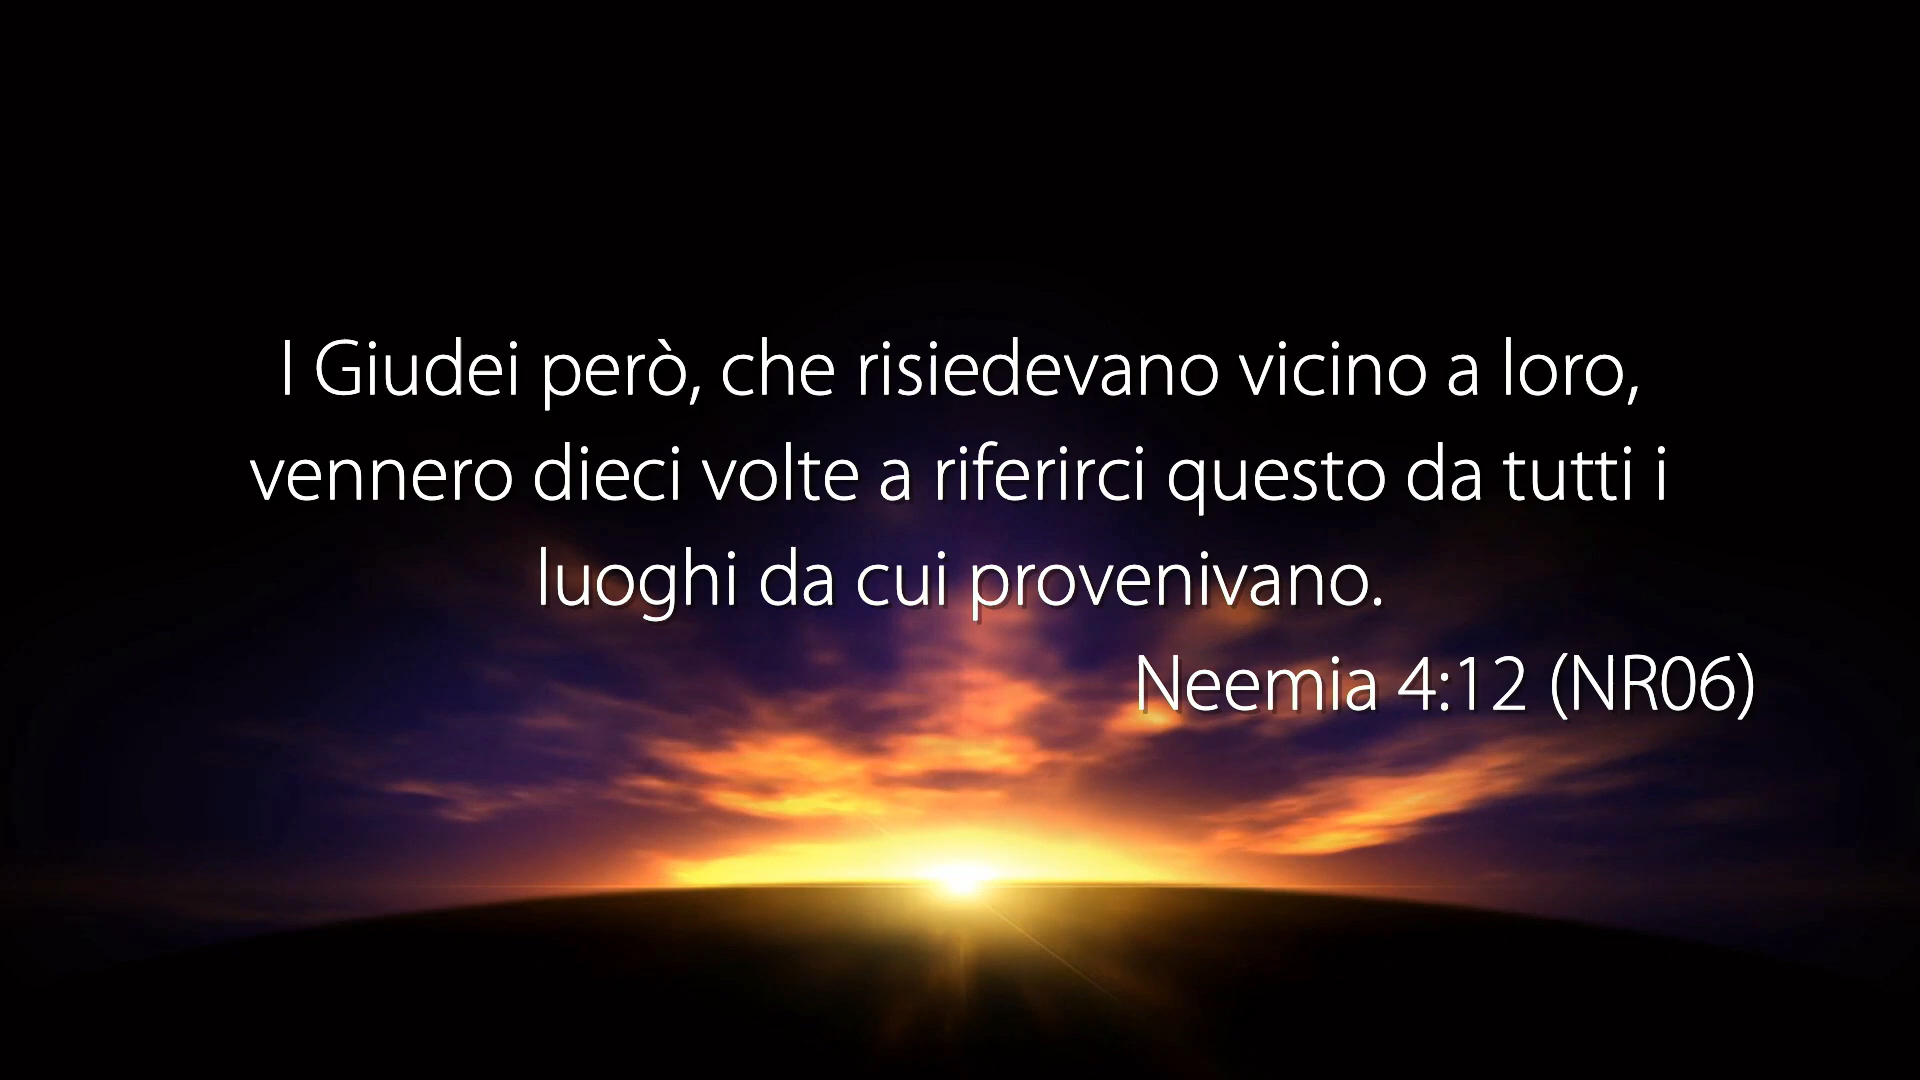 I Giudei però, che risiedevano vicino a loro,
vennero dieci volte a riferirci questo da tutti i
luoghi da cui provenivano.
Neemia 4:12 (NR06)